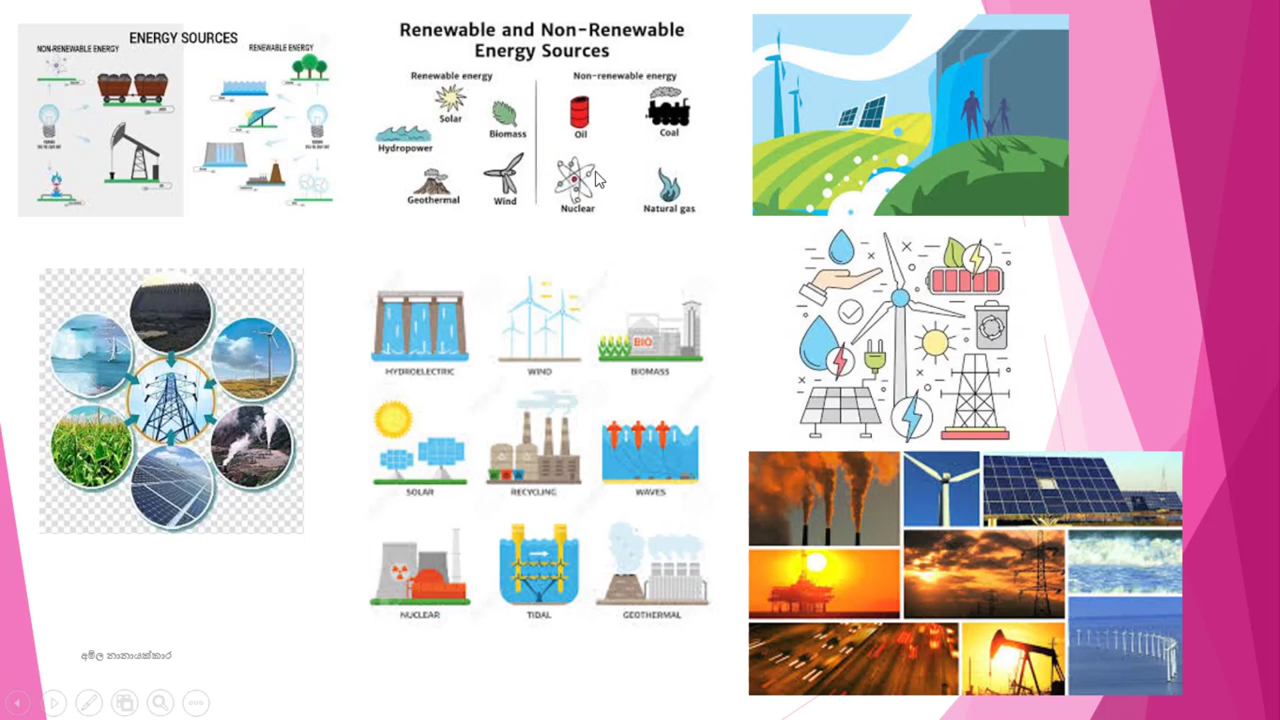 ENERGY SOURCES
NON-RENEWABLE ENERGY
RENEWABLE ENERGY
Renewable and Non-Renewable
Energy Sources
Renewable energy
Non-renewable energy
Solar
Biomass
Oil
Coal
Hydropower
Geothermal
Wind
Nuclear
Natural gas
HYDROELECTRIC
WIND
BIOMASS
BIO
SOLAR
RECYCLING
WAVES
NUCLEAR
TIDAL
GEOTHERMAL
අමිල නානායක්කාර